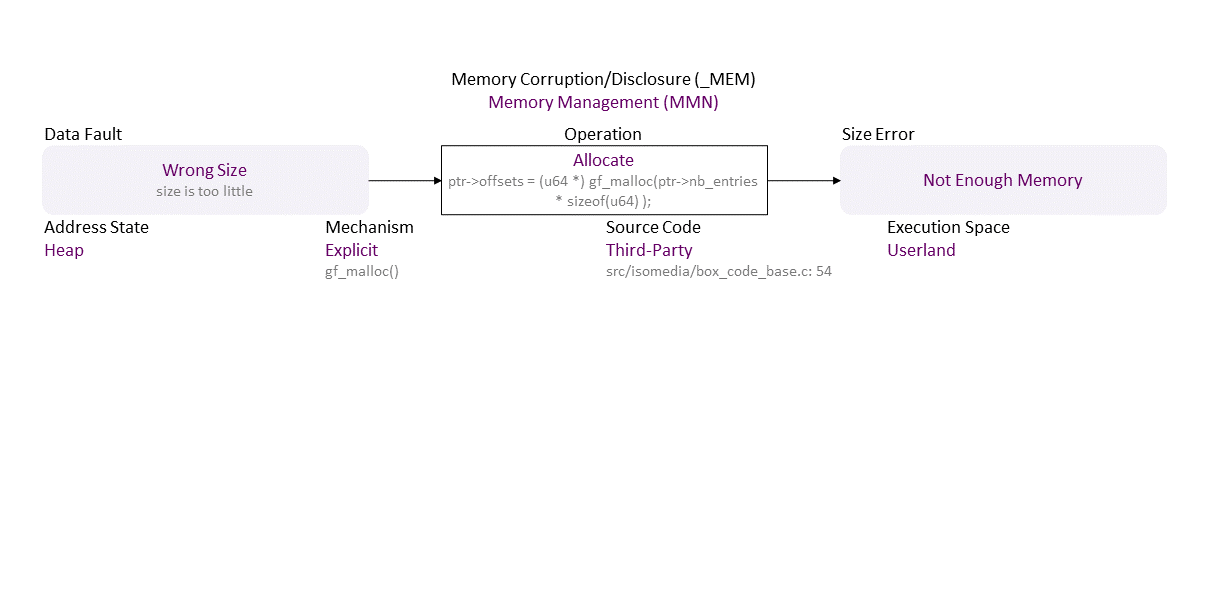 Memory Corruption/Disclosure (_MEM)
Memory Management (MMN)
Data Fault
Operation
Size Error
Wrong Size
size is too little
Allocate
ptr->offsets = (u64 *) gf_malloc(ptr->nb_entries
* sizeof(u64) );
Not Enough Memory
Address State
Heap
Mechanism
Explicit
gf_malloc()
Source Code
Third-Party
src/isomedia/box_code_base.c: 54
Execution Space
Userland